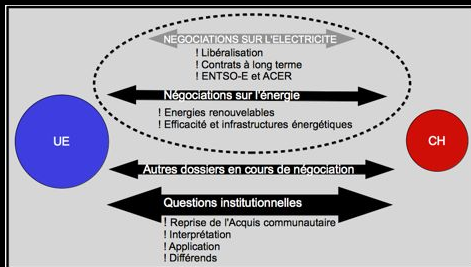 NEGOCIATIONS SUR L'ELECTRICITE
! Libéralisation
! Contrats à long terme
! ENTSO-E et ACER
Négociations sur l'énergie
! Energies renouvelables
! Efficacité et infrastructures énergétiques
UE
CH
Autres dossiers en cours de négociation
Questions institutionnelles
! Reprise de l'Acquis communautaire
! Interprétation
! Application
! Différends